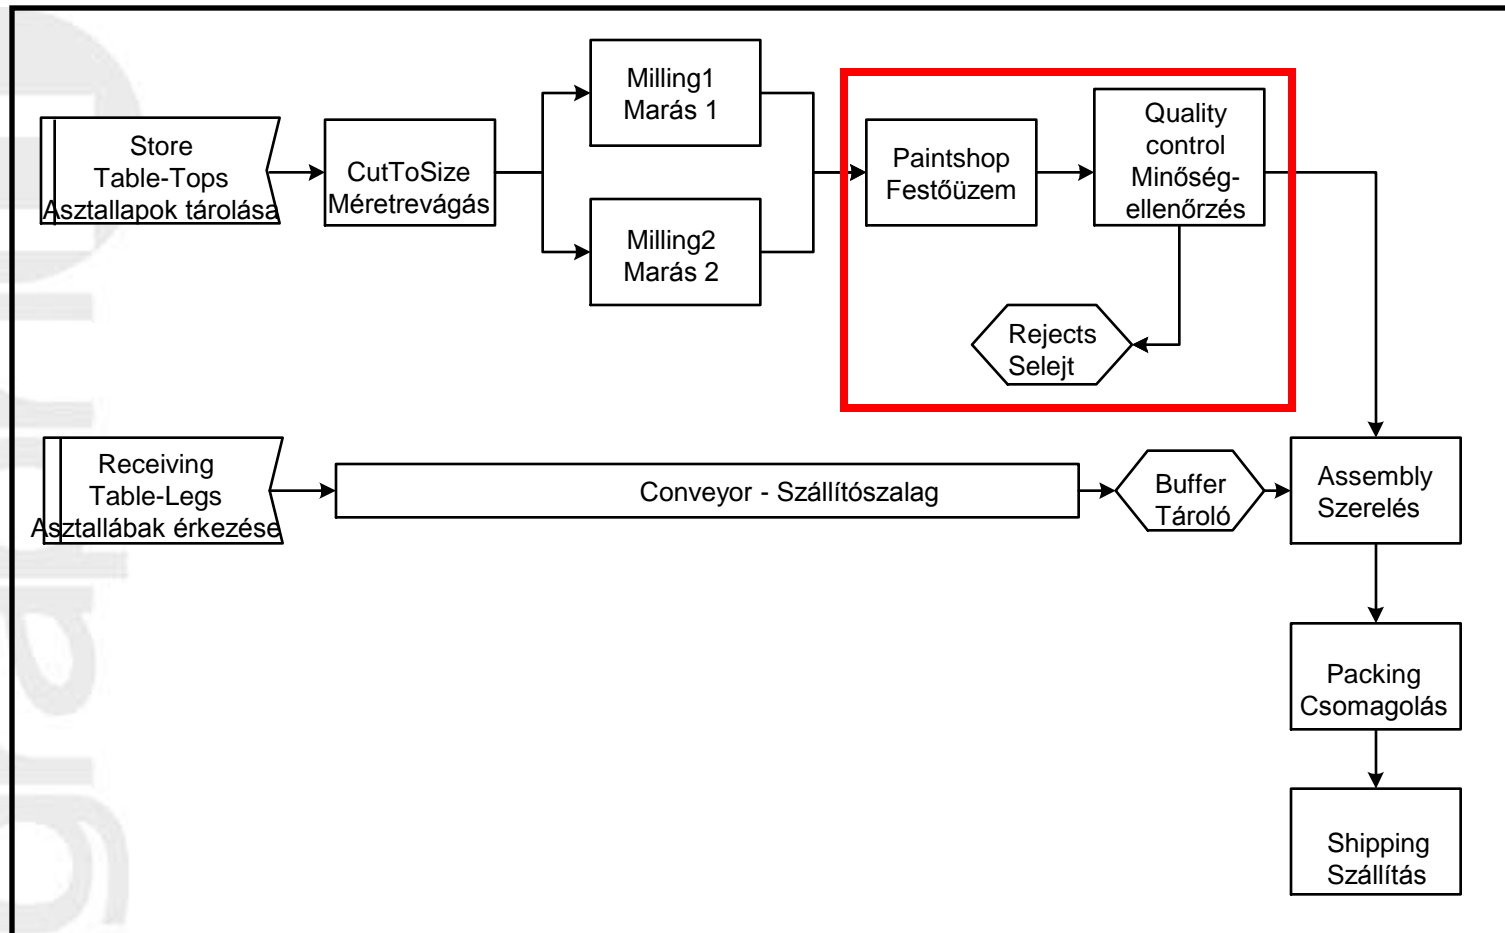 Store
Table-Tops
Asztallapok tárolása
CutToSize
Méretrevágás
Milling1
Marás 1
Milling2
Marás 2
Paintshop
Festőüzem
Quality
control
Minőség-
ellenőrzés
Rejects
Selejt
Receiving
Table-Legs
Asztallábak érkezése
Conveyor - Szállítószalag
Buffer
Tároló
Assembly
Szerelés
Packing
Csomagolás
Shipping
Szállítás